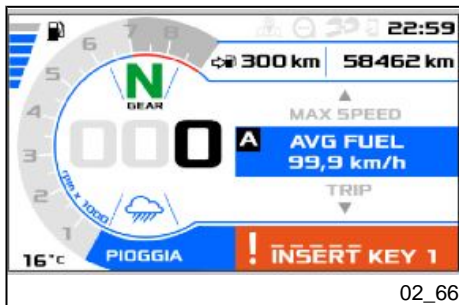 22:59
300 km 58462 km
8
7
6
5
4
3
2
1
rpm x 1000
N
GEAR
000
MAX SPEED
A AVG FUEL
99,9 km/h
TRIP
16°C PIOGGIA ! INSERT KEY 1
02_66